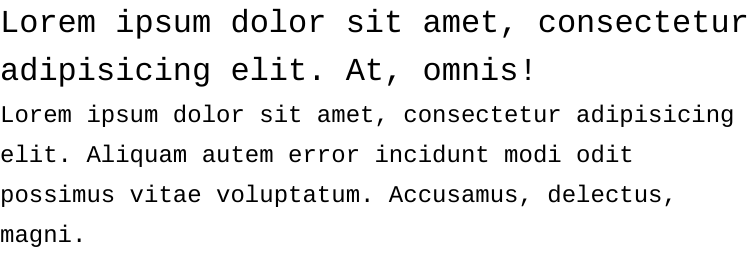 Lorem ipsum dolor sit amet, consectetur
adipisicing elit. At, omnis!
Lorem ipsum dolor sit amet, consectetur adipisicing
elit. Aliquam autem error incidunt modi odit
possimus vitae voluptatum. Accusamus, delectus,
magni.